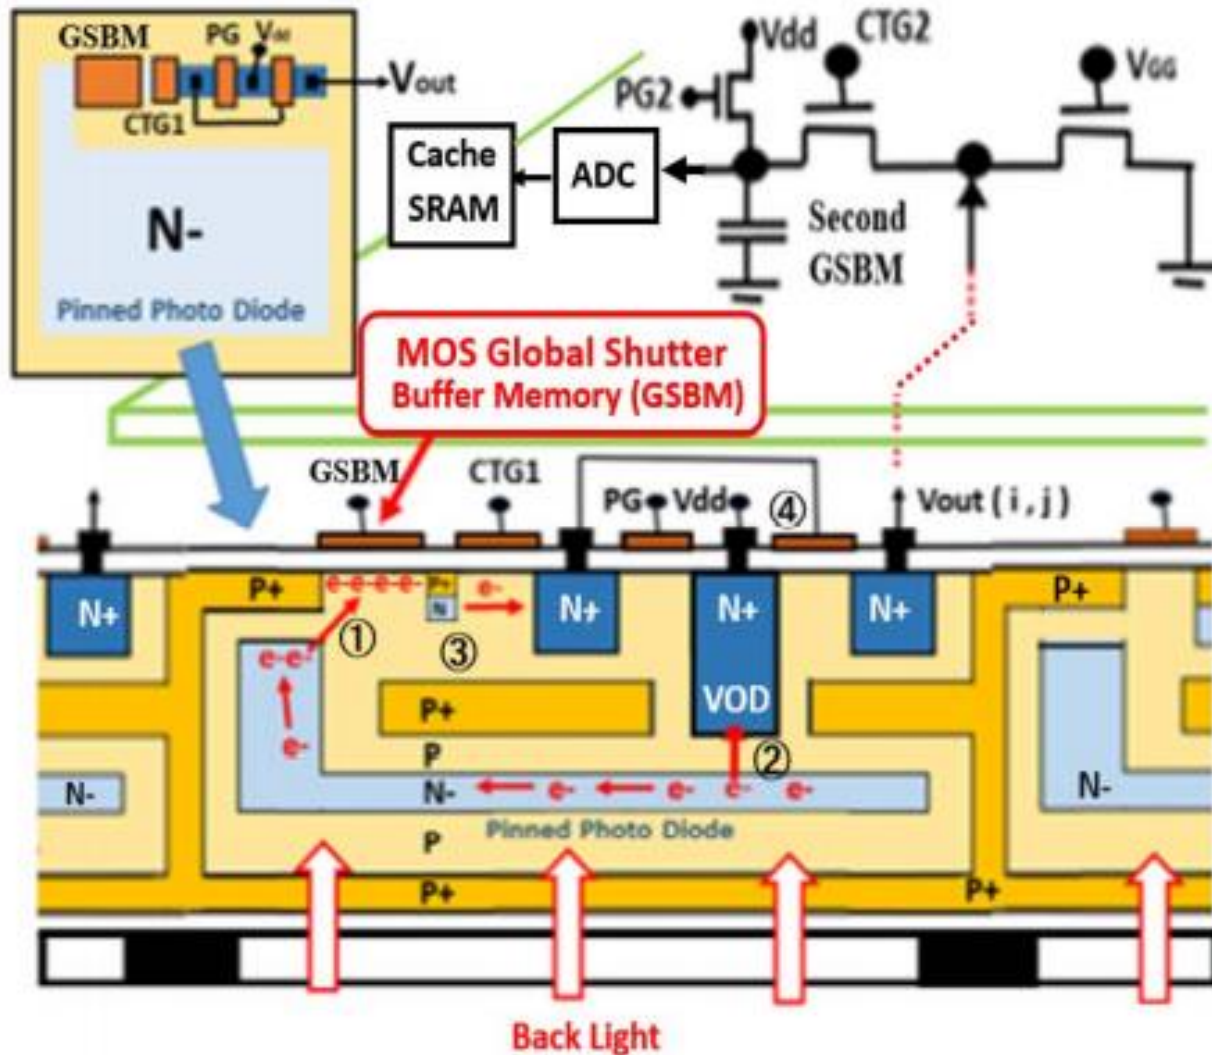 GSBM
PG
Vdd
Vout
CTG1
N-
Pinned Photo Diode
Cache
SRAM
ADC
Vdd
CTG2
PG2
VGG
Second
GSBM
MOS Global Shutter
Buffer Memory (GSBM)
GSBM
CTG1
PG
Vdd
④
Vout ( i , j )
N+
P+
e-e-e-e-
P+
N
e-
N+
N+
N+
P+
①
③
e-e-
VOD
P+
②
e-
P
N-
N-
e-
e-
e-
e-
N-
Pinned Photo Diode
P
P+
P+
Back Light